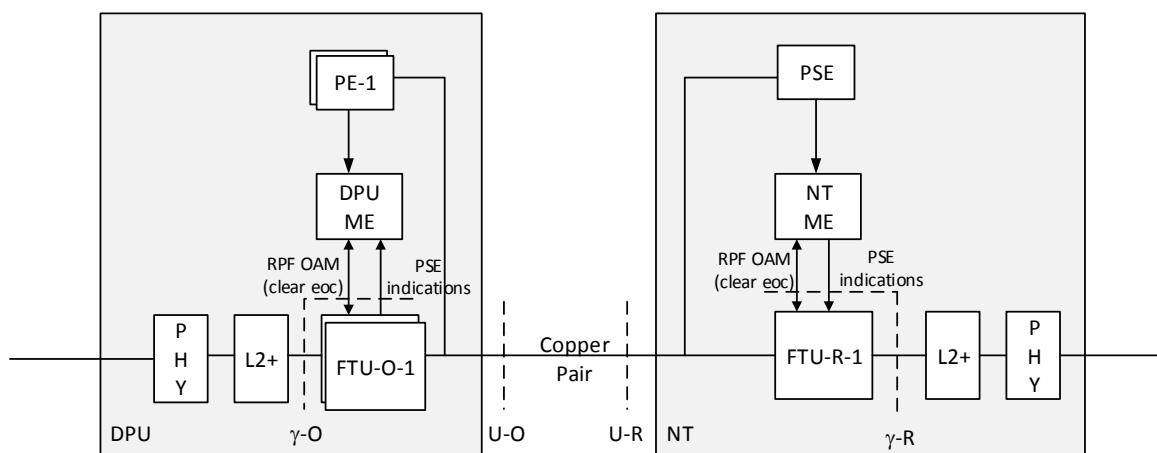 PE-1
PSE
DPU
ME
NT
ME
RPF OAM
(clear eoc)
PSE
indications
RPF OAM
(clear eoc)
PSE
indications
P
H
Y
L2+
FTU-O-1
Copper
Pair
FTU-R-1
L2+
P
H
Y
DPU
γ-O
U-O
U-R
NT
γ-R